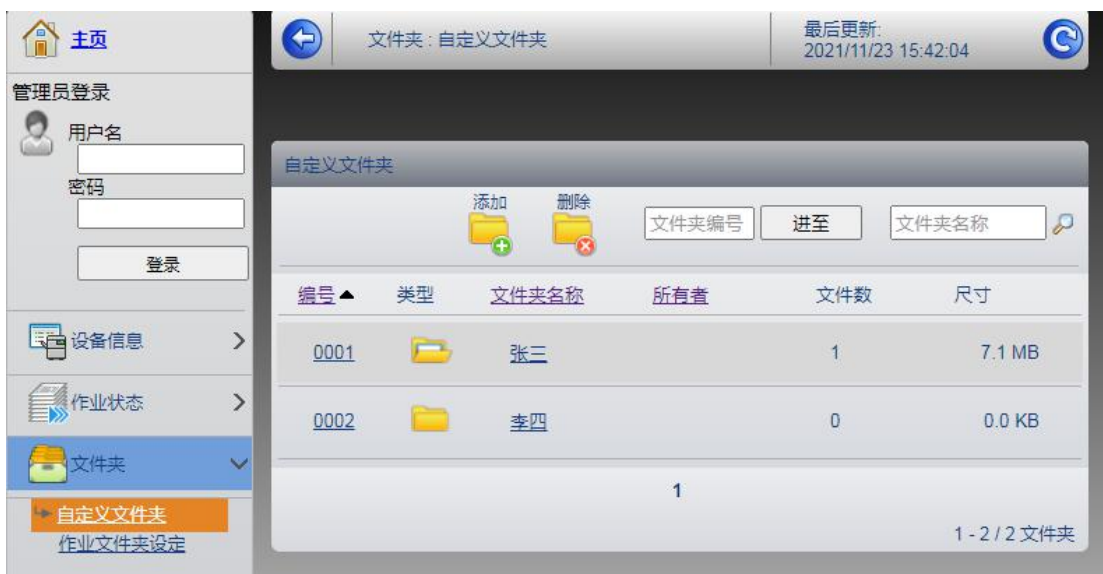 主页
管理员登录
用户名
密码
登录
设备信息
作业状态
文件夹
自定义文件夹
作业文件夹设定
文件夹 : 自定义文件夹
最后更新:
2021/11/23 15:42:04
自定义文件夹
添加 删除
文件夹编号 进至 文件夹名称
编号▲ 类型 文件夹名称 所有者 文件数 尺寸
0001 张三 1 7.1 MB
0002 李四 0 0.0 KB
1
1 - 2 / 2 文件夹